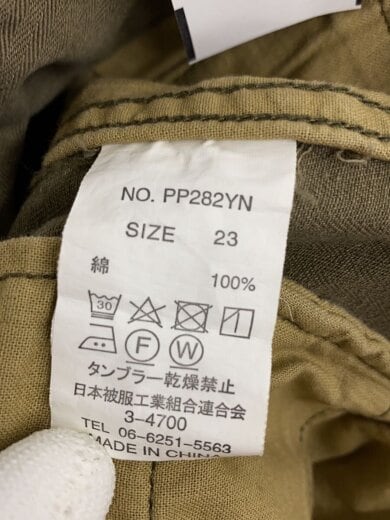 NO. PP282YN
SIZE 23
綿 100%
30
F W
タンブラー乾燥禁止
日本被服工業組合連合会
3-4700
TEL 06-6251-5563
MADE IN CHINA